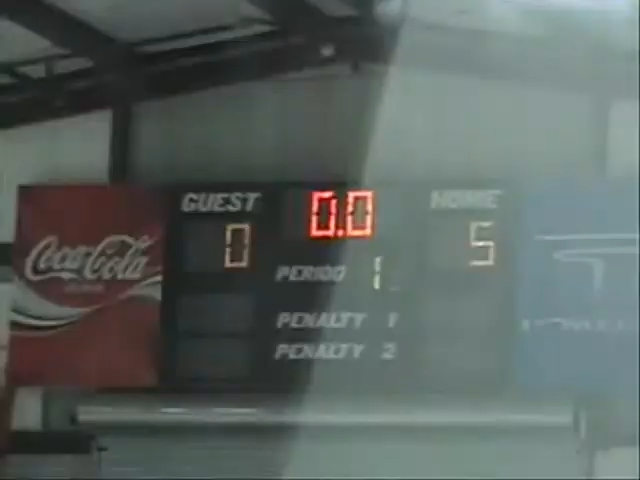 GUEST 0.0 HOME
0 5
Coca-Cola
PERIOD 1
PENALTY 1
PENALTY 2